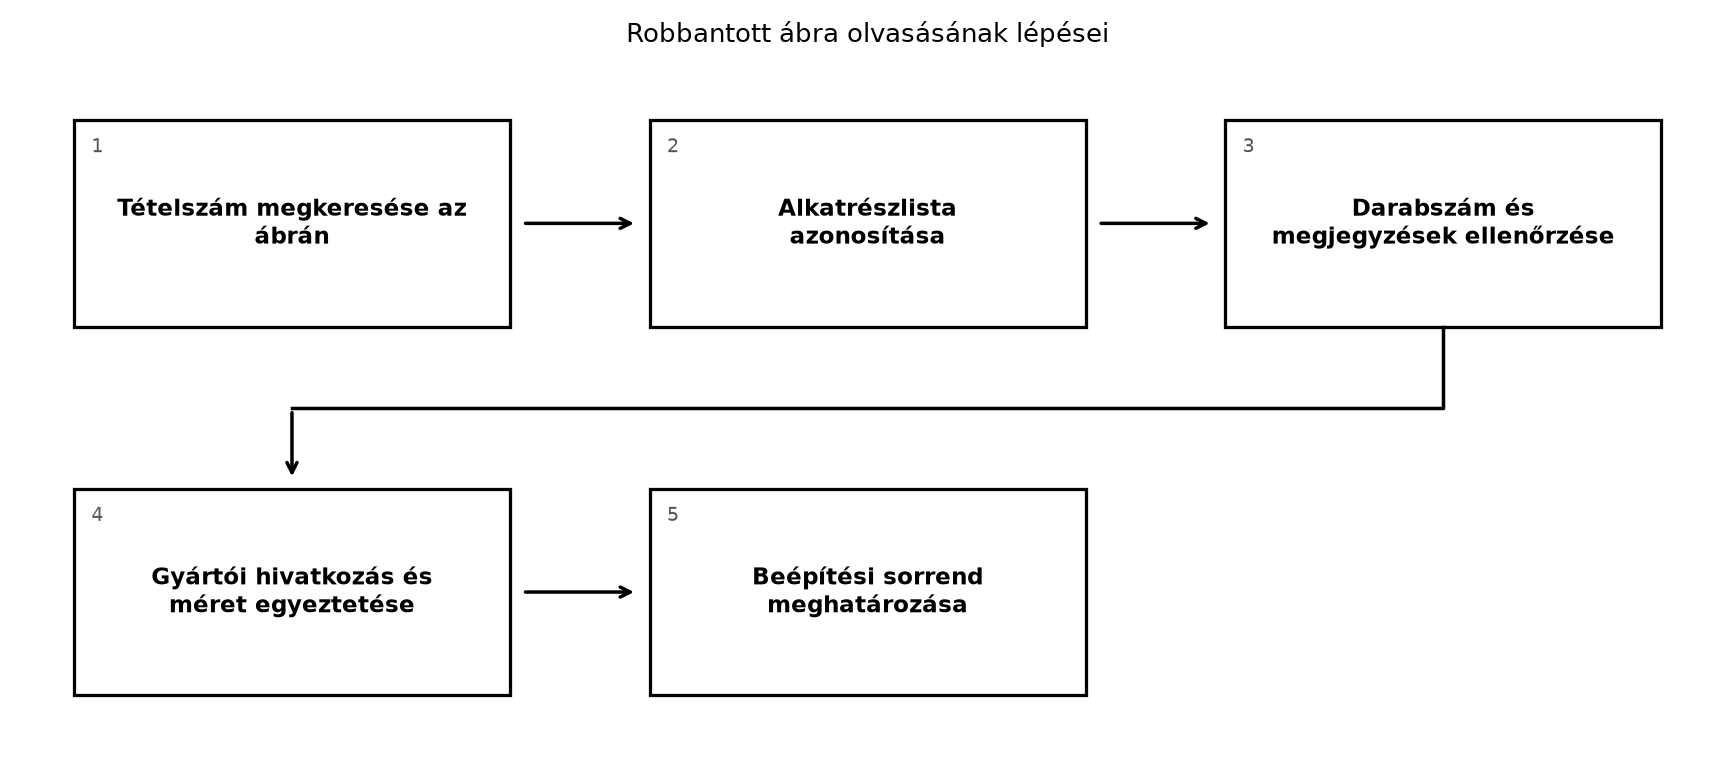 Robbantott ábra olvasásának lépései
1
Tételszám megkeresése az
ábrán
2
Alkatrészlista
azonosítása
3
Darabszám és
megjegyzések ellenőrzése
4
Gyártói hivatkozás és
méret egyeztetése
5
Beépítési sorrend
meghatározása